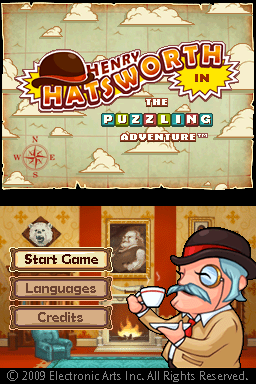 HENRY
HATSWORTH
IN
THE
PUZZLING
ADVENTURE™
N
W E
S
Start Game
Languages
Credits
© 2009 Electronic Arts Inc. All Rights Reserved.